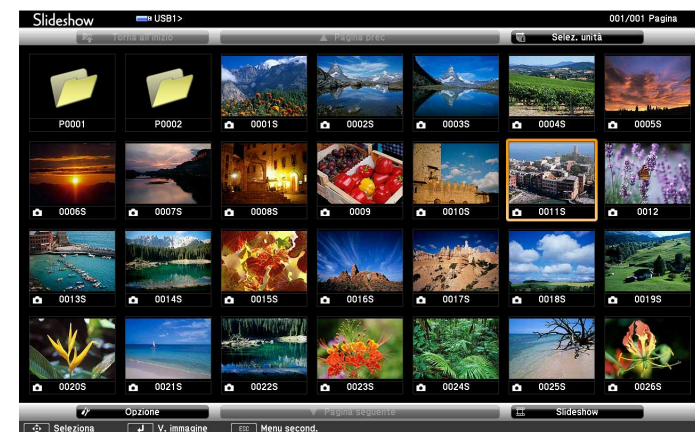 Slideshow USB1> 001/001 Pagina
Torna all'inizio Pagina prec Selez. unità
P0001 P0002 0001S 0002S 0003S 0004S 0005S
0006S 0007S 0008S 0009 0010S 0011S 0012
0013S 0014S 0015S 0016S 0017S 0018S 0019S
0020S 0021S 0022S 0023S 0024S 0025S 0026S
Opzione Pagina seguente Slideshow
Seleziona V. immagine ESC Menu second.